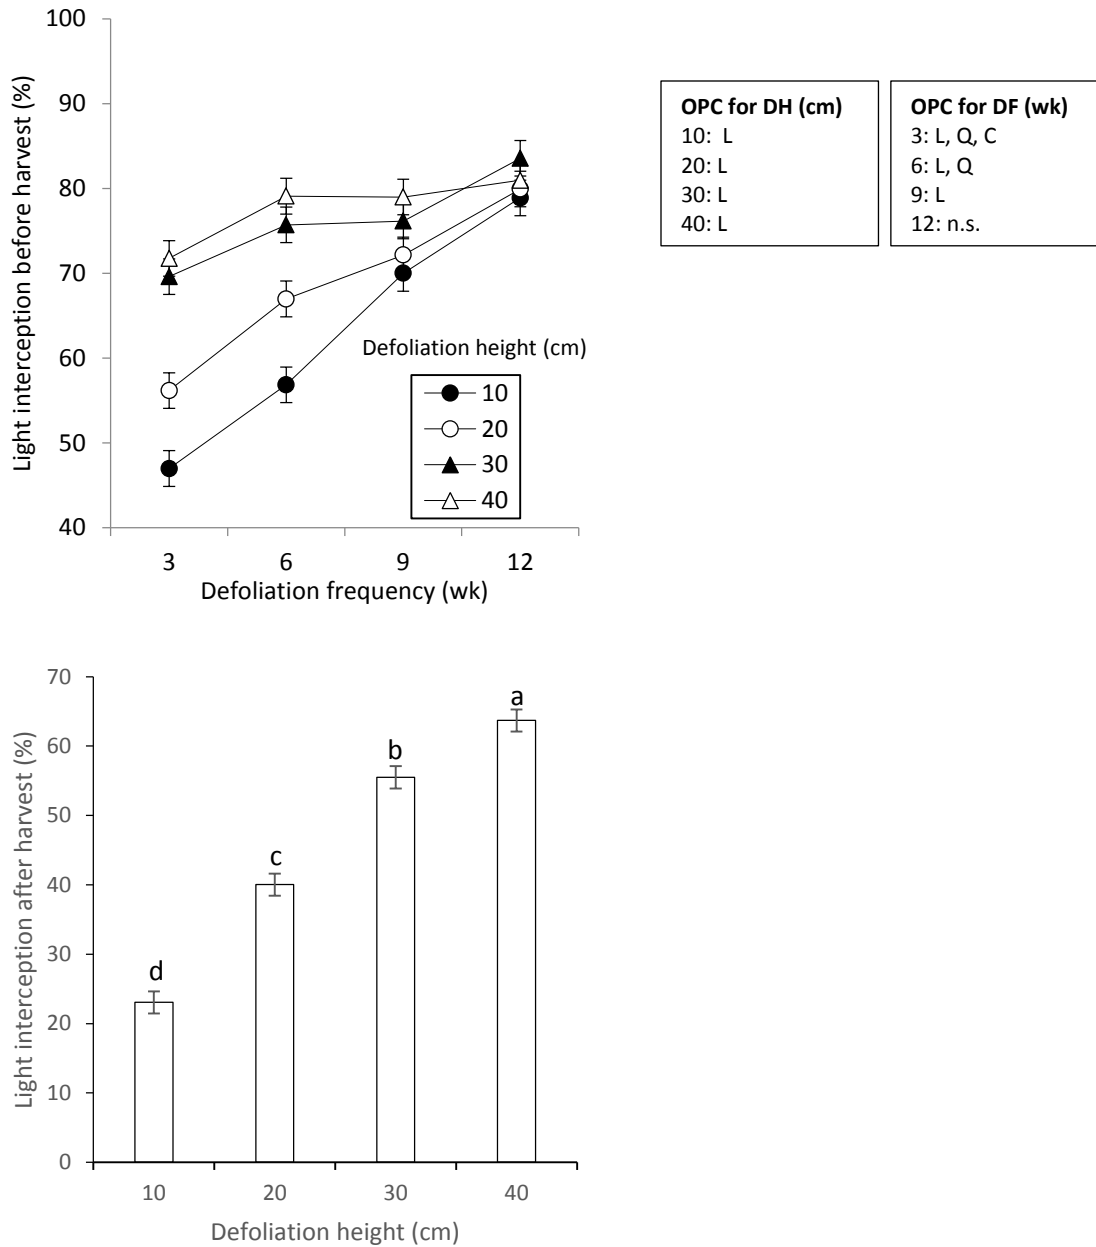 Light interception before harvest (%)
100
90
80
70
60
50
40
3 6 9 12
Defoliation frequency (wk)
Defoliation height (cm)
10
20
30
40
OPC for DH (cm)
10: L
20: L
30: L
40: L
OPC for DF (wk)
3: L, Q, C
6: L, Q
9: L
12: n.s.
Light interception after harvest (%)
70
60
50
40
30
20
10
0
d
c
b
a
10 20 30 40
Defoliation height (cm)